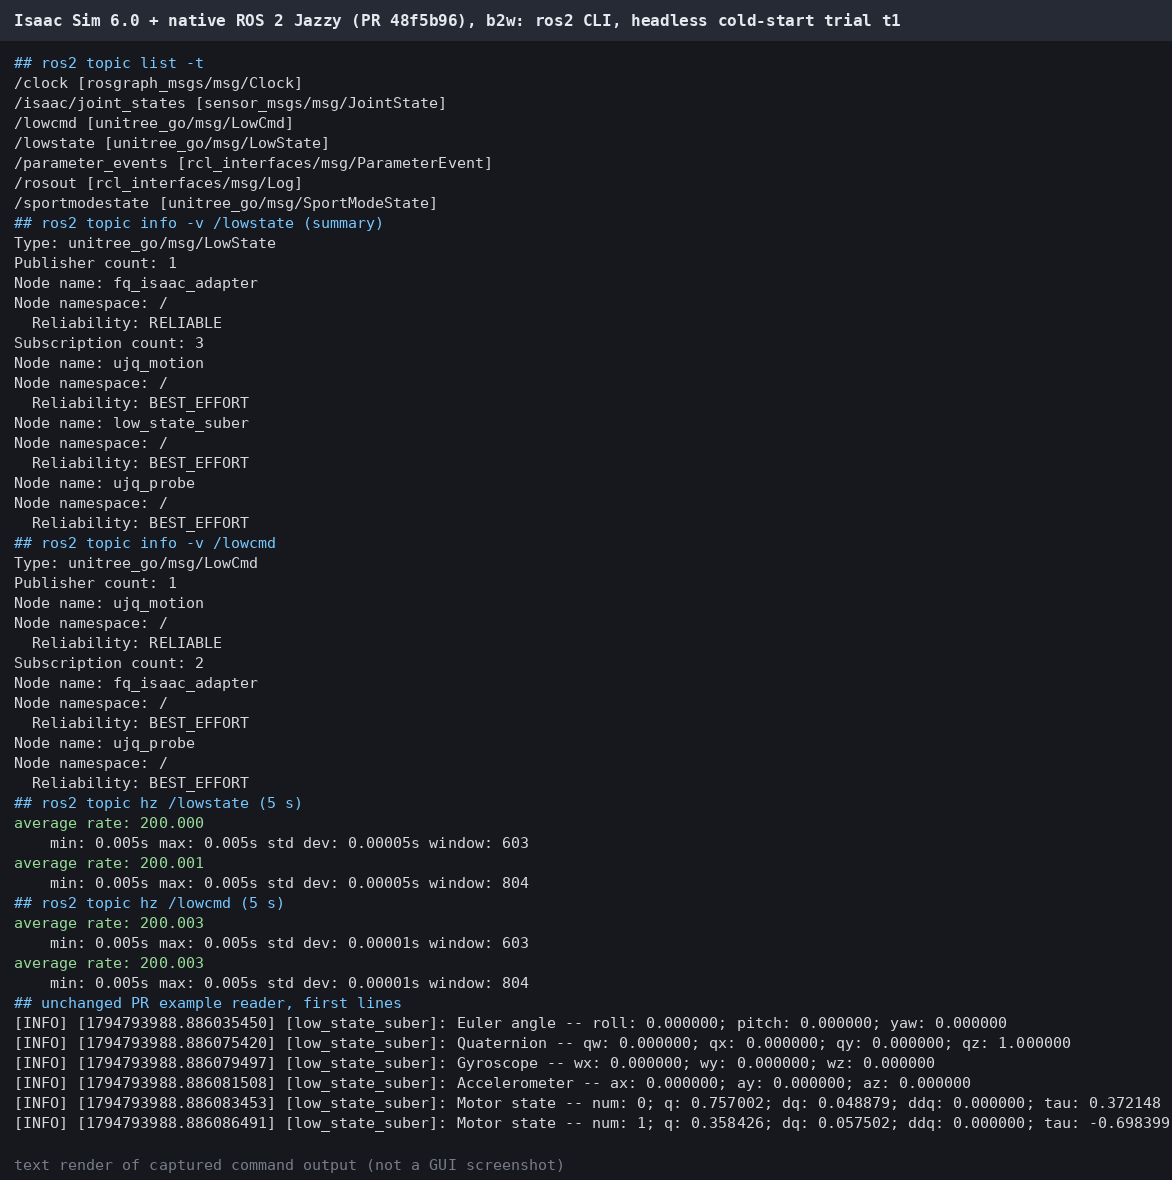 Isaac Sim 6.0 + native ROS 2 Jazzy (PR 48f5b96), b2w: ros2 CLI, headless cold-start trial t1
## ros2 topic list -t
/clock [rosgraph_msgs/msg/Clock]
/isaac/joint_states [sensor_msgs/msg/JointState]
/lowcmd [unitree_go/msg/LowCmd]
/lowstate [unitree_go/msg/LowState]
/parameter_events [rcl_interfaces/msg/ParameterEvent]
/rosout [rcl_interfaces/msg/Log]
/sportmodestate [unitree_go/msg/SportModeState]
## ros2 topic info -v /lowstate (summary)
Type: unitree_go/msg/LowState
Publisher count: 1
Node name: fq_isaac_adapter
Node namespace: /
  Reliability: RELIABLE
Subscription count: 3
Node name: ujq_motion
Node namespace: /
  Reliability: BEST_EFFORT
Node name: low_state_suber
Node namespace: /
  Reliability: BEST_EFFORT
Node name: ujq_probe
Node namespace: /
  Reliability: BEST_EFFORT
## ros2 topic info -v /lowcmd
Type: unitree_go/msg/LowCmd
Publisher count: 1
Node name: ujq_motion
Node namespace: /
  Reliability: RELIABLE
Subscription count: 2
Node name: fq_isaac_adapter
Node namespace: /
  Reliability: BEST_EFFORT
Node name: ujq_probe
Node namespace: /
  Reliability: BEST_EFFORT
## ros2 topic hz /lowstate (5 s)
average rate: 200.000
    min: 0.005s max: 0.005s std dev: 0.00005s window: 603
average rate: 200.001
    min: 0.005s max: 0.005s std dev: 0.00005s window: 804
## ros2 topic hz /lowcmd (5 s)
average rate: 200.003
    min: 0.005s max: 0.005s std dev: 0.00001s window: 603
average rate: 200.003
    min: 0.005s max: 0.005s std dev: 0.00001s window: 804
## unchanged PR example reader, first lines
[INFO] [1794793988.886035450] [low_state_suber]: Euler angle -- roll: 0.000000; pitch: 0.000000; yaw: 0.000000
[INFO] [1794793988.886075420] [low_state_suber]: Quaternion -- qw: 0.000000; qx: 0.000000; qy: 0.000000; qz: 1.000000
[INFO] [1794793988.886079497] [low_state_suber]: Gyroscope -- wx: 0.000000; wy: 0.000000; wz: 0.000000
[INFO] [1794793988.886081508] [low_state_suber]: Accelerometer -- ax: 0.000000; ay: 0.000000; az: 0.000000
[INFO] [1794793988.886083453] [low_state_suber]: Motor state -- num: 0; q: 0.757002; dq: 0.048879; ddq: 0.000000; tau: 0.372148
[INFO] [1794793988.886086491] [low_state_suber]: Motor state -- num: 1; q: 0.358426; dq: 0.057502; ddq: 0.000000; tau: -0.698399
text render of captured command output (not a GUI screenshot)